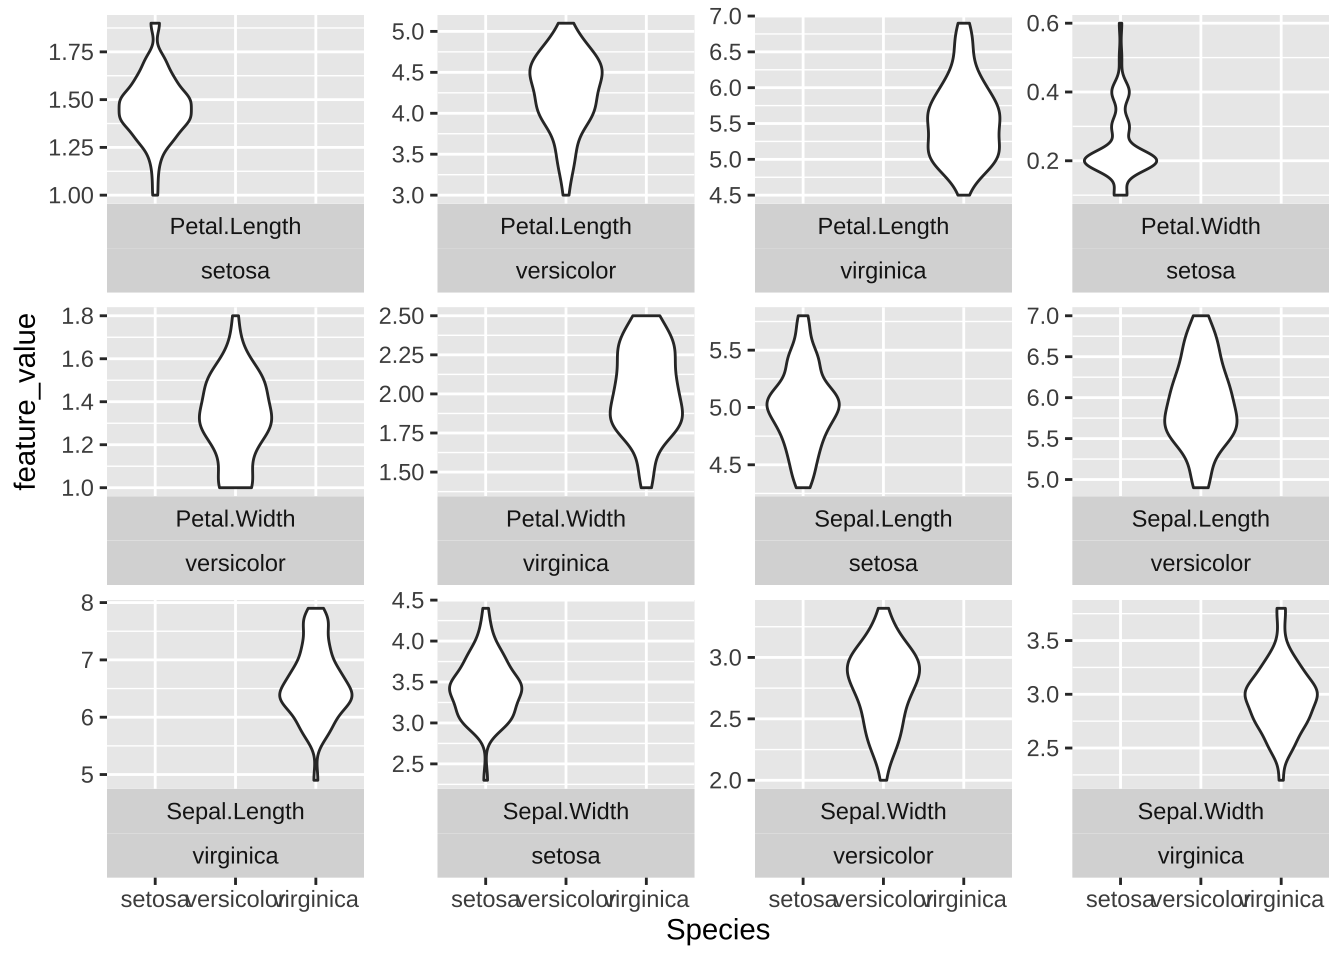 feature_value
1.75
1.50
1.25
1.00
Petal.Length
setosa
5.0
4.5
4.0
3.5
3.0
Petal.Length
versicolor
7.0
6.5
6.0
5.5
5.0
4.5
Petal.Length
virginica
0.6
0.4
0.2
Petal.Width
setosa
1.8
1.6
1.4
1.2
1.0
Petal.Width
versicolor
2.50
2.25
2.00
1.75
1.50
Petal.Width
virginica
5.5
5.0
4.5
Sepal.Length
setosa
7.0
6.5
6.0
5.5
5.0
Sepal.Length
versicolor
8
7
6
5
Sepal.Length
virginica
setosa versicolor virginica
4.5
4.0
3.5
3.0
2.5
Sepal.Width
setosa
setosa versicolor virginica
3.0
2.5
2.0
Sepal.Width
versicolor
setosa versicolor virginica
3.5
3.0
2.5
Sepal.Width
virginica
setosa versicolor virginica
Species